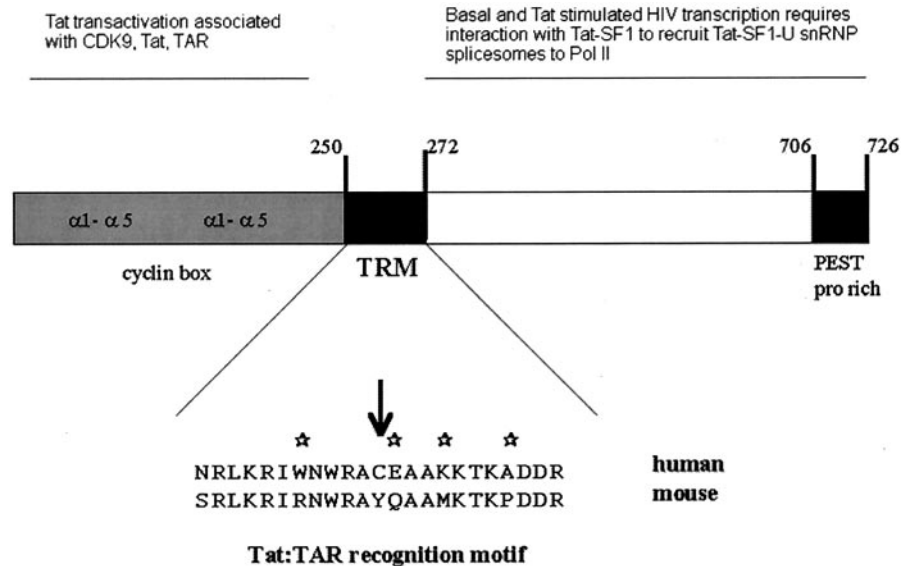 Tat transactivation associated
with CDK9, Tat, TAR
Basal and Tat stimulated HIV transcription requires
interaction with Tat-SF1 to recruit Tat-SF1-U snRNP
splicesomes to Pol II
250
272
706
726
α1- α 5
α1- α 5
cyclin box
TRM
PEST
pro rich
NRLKRIWNWRACEAAKKTKADDR
human
SRLKRIRNWRAYQAAMKTKPDDR
mouse
Tat:TAR recognition motif